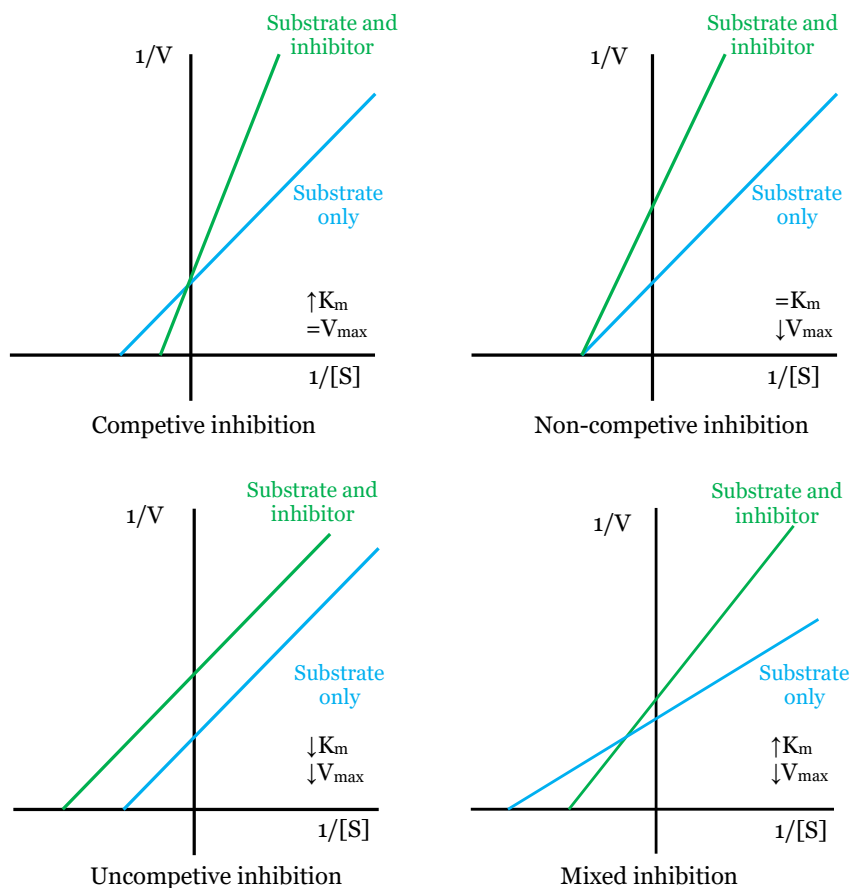 Substrate and
inhibitor
1/V
Substrate
only
↑Km
=Vmax
1/[S]
Competive inhibition
Substrate and
inhibitor
1/V
Substrate
only
=Km
↓Vmax
1/[S]
Non-competive inhibition
Substrate and
inhibitor
1/V
Substrate
only
↓Km
↓Vmax
1/[S]
Uncompetive inhibition
Substrate and
inhibitor
1/V
Substrate
only
↑Km
↓Vmax
1/[S]
Mixed inhibition